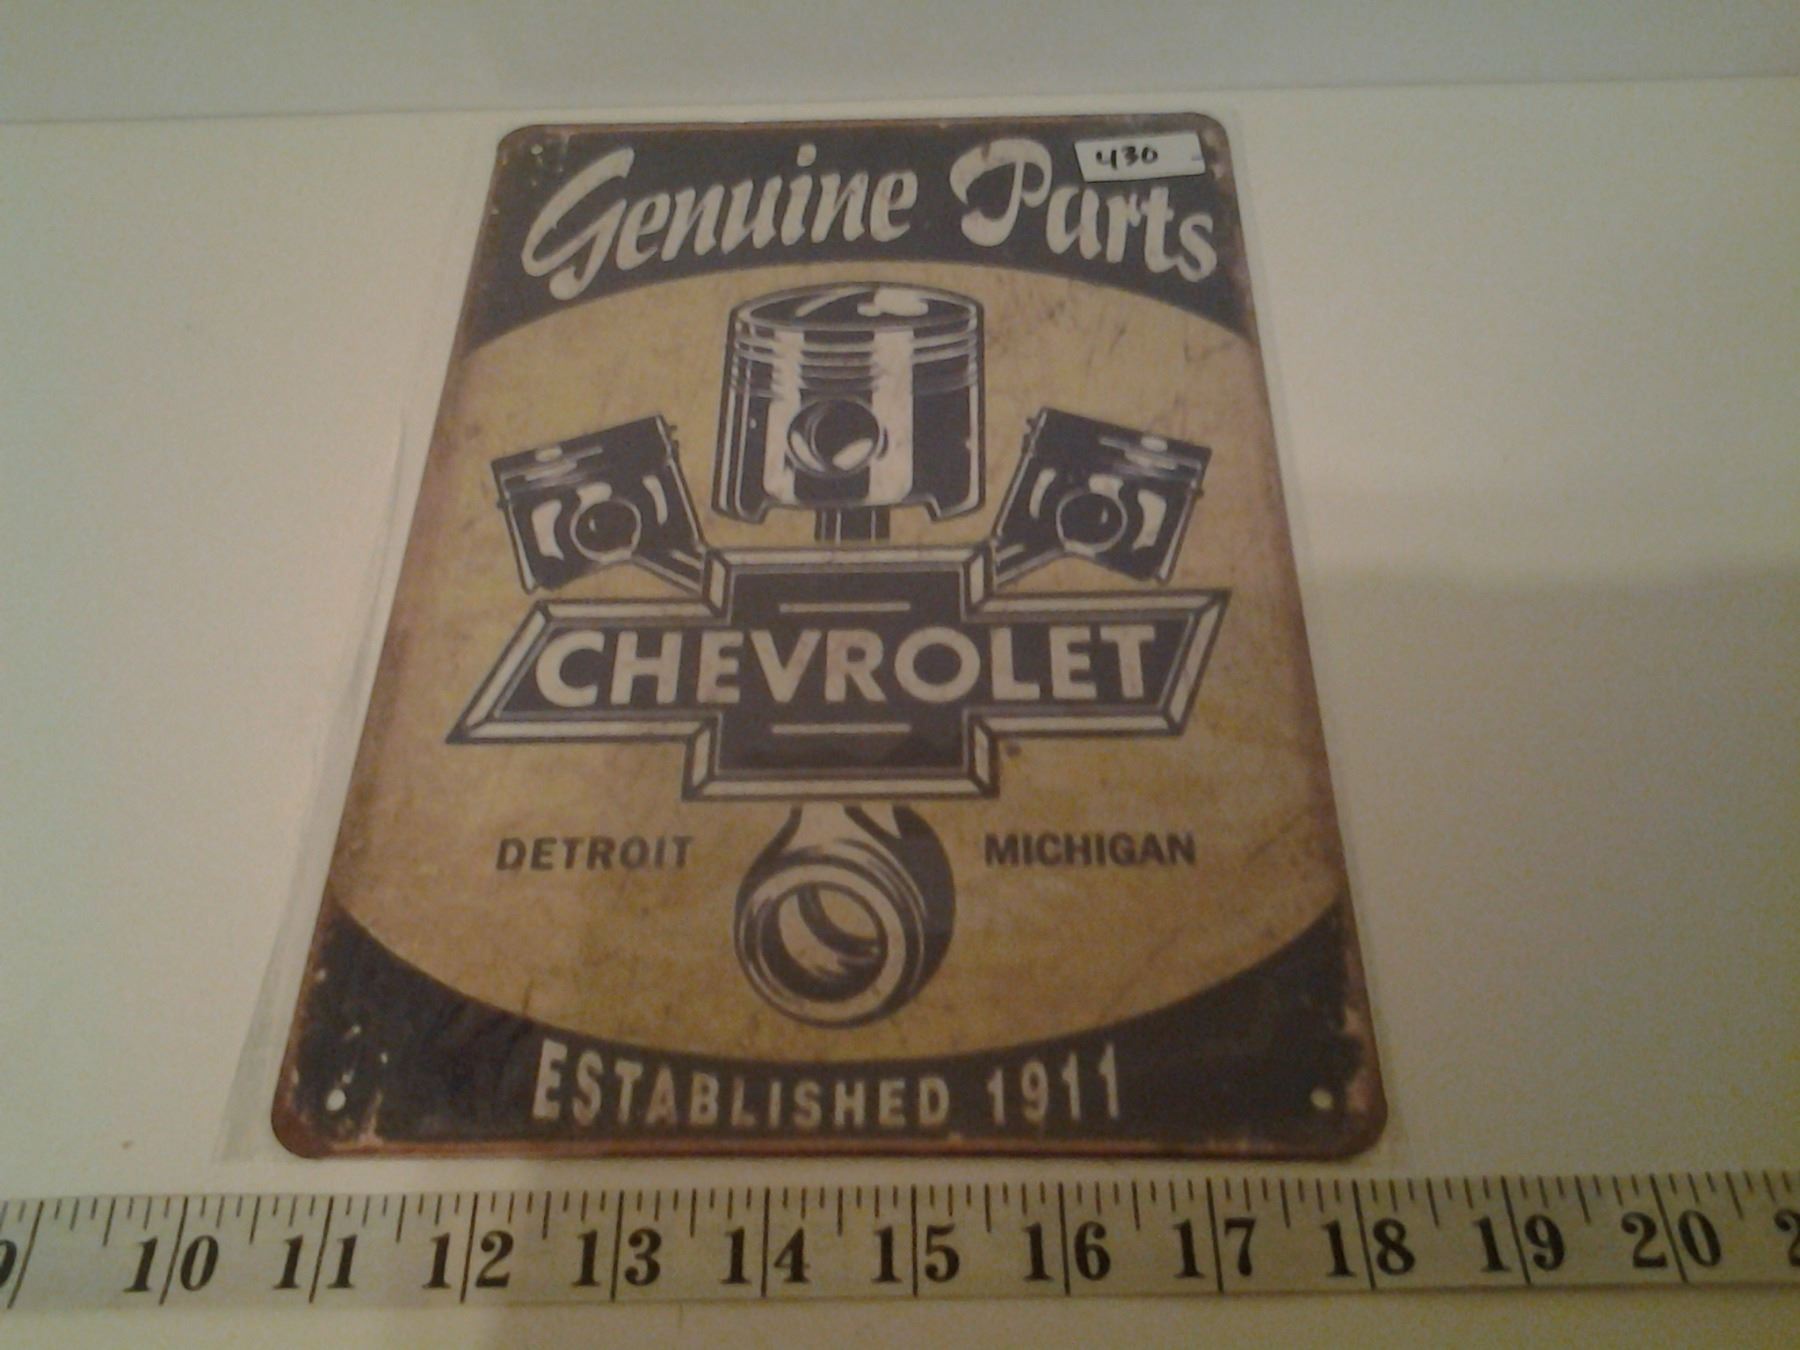 430
Genuine Parts
CHEVROLET
DETROIT MICHIGAN
ESTABLISHED 1911
10 11 12 13 14 15 16 17 18 19 20